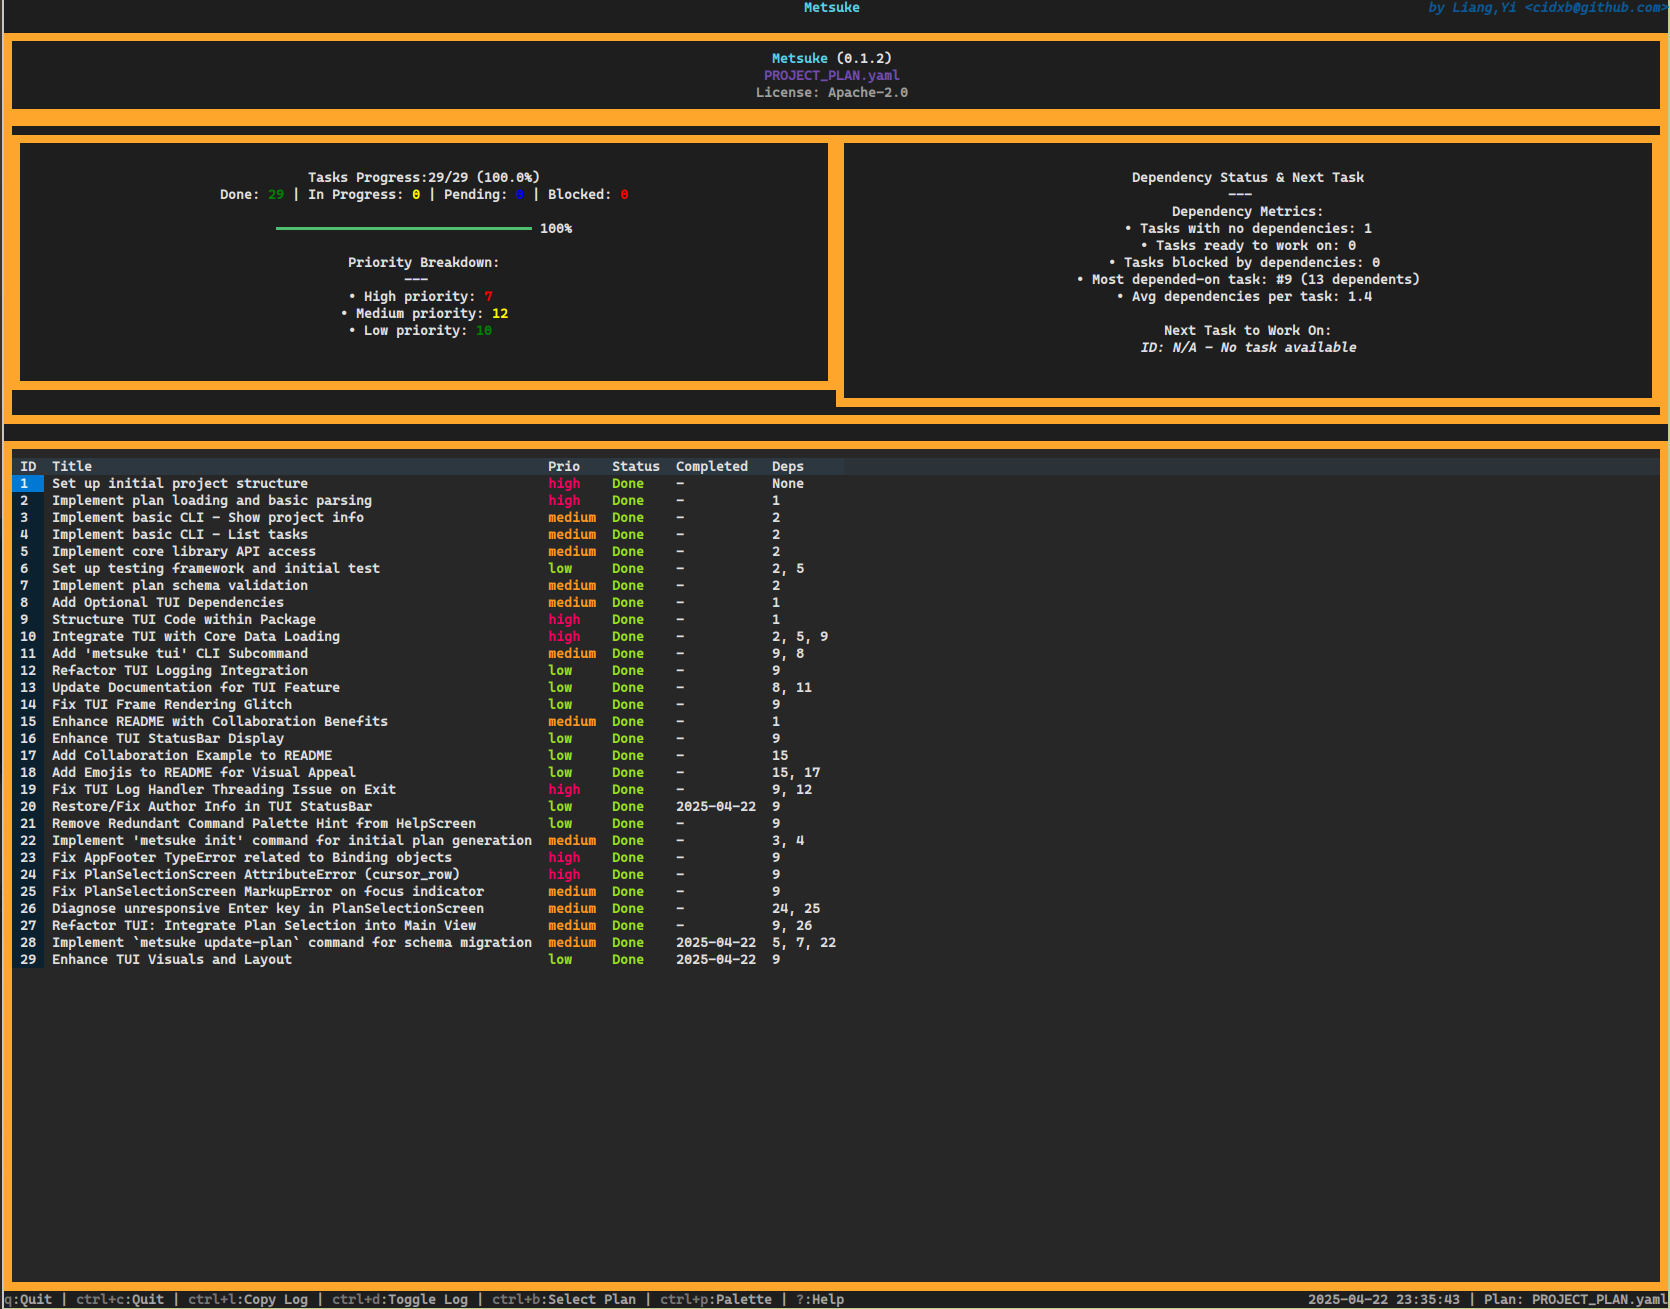 Metsuke by Liang,Yi <cidxb@github.com>
Metsuke (0.1.2)
PROJECT_PLAN.yaml
License: Apache-2.0
Tasks Progress:29/29 (100.0%)
Done: 29 | In Progress: 0 | Pending: 0 | Blocked: 0
100%
Priority Breakdown:
---
• High priority: 7
• Medium priority: 12
• Low priority: 10
Dependency Status & Next Task
---
Dependency Metrics:
• Tasks with no dependencies: 1
• Tasks ready to work on: 0
• Tasks blocked by dependencies: 0
• Most depended-on task: #9 (13 dependents)
• Avg dependencies per task: 1.4
Next Task to Work On:
ID: N/A - No task available
ID Title Prio Status Completed Deps
1 Set up initial project structure high Done - None
2 Implement plan loading and basic parsing high Done - 1
3 Implement basic CLI - Show project info medium Done - 2
4 Implement basic CLI - List tasks medium Done - 2
5 Implement core library API access medium Done - 2
6 Set up testing framework and initial test low Done - 2, 5
7 Implement plan schema validation medium Done - 2
8 Add Optional TUI Dependencies medium Done - 1
9 Structure TUI Code within Package high Done - 1
10 Integrate TUI with Core Data Loading high Done - 2, 5, 9
11 Add 'metsuke tui' CLI Subcommand medium Done - 9, 8
12 Refactor TUI Logging Integration low Done - 9
13 Update Documentation for TUI Feature low Done - 8, 11
14 Fix TUI Frame Rendering Glitch low Done - 9
15 Enhance README with Collaboration Benefits medium Done - 1
16 Enhance TUI StatusBar Display low Done - 9
17 Add Collaboration Example to README low Done - 15
18 Add Emojis to README for Visual Appeal low Done - 15, 17
19 Fix TUI Log Handler Threading Issue on Exit high Done - 9, 12
20 Restore/Fix Author Info in TUI StatusBar low Done 2025-04-22 9
21 Remove Redundant Command Palette Hint from HelpScreen low Done - 9
22 Implement 'metsuke init' command for initial plan generation medium Done - 3, 4
23 Fix AppFooter TypeError related to Binding objects high Done - 9
24 Fix PlanSelectionScreen AttributeError (cursor_row) high Done - 9
25 Fix PlanSelectionScreen MarkupError on focus indicator medium Done - 9
26 Diagnose unresponsive Enter key in PlanSelectionScreen medium Done - 24, 25
27 Refactor TUI: Integrate Plan Selection into Main View medium Done - 9, 26
28 Implement `metsuke update-plan` command for schema migration medium Done 2025-04-22 5, 7, 22
29 Enhance TUI Visuals and Layout low Done 2025-04-22 9
q:Quit | ctrl+c:Quit | ctrl+l:Copy Log | ctrl+d:Toggle Log | ctrl+b:Select Plan | ctrl+p:Palette | ?:Help 2025-04-22 23:35:43 | Plan: PROJECT_PLAN.yaml